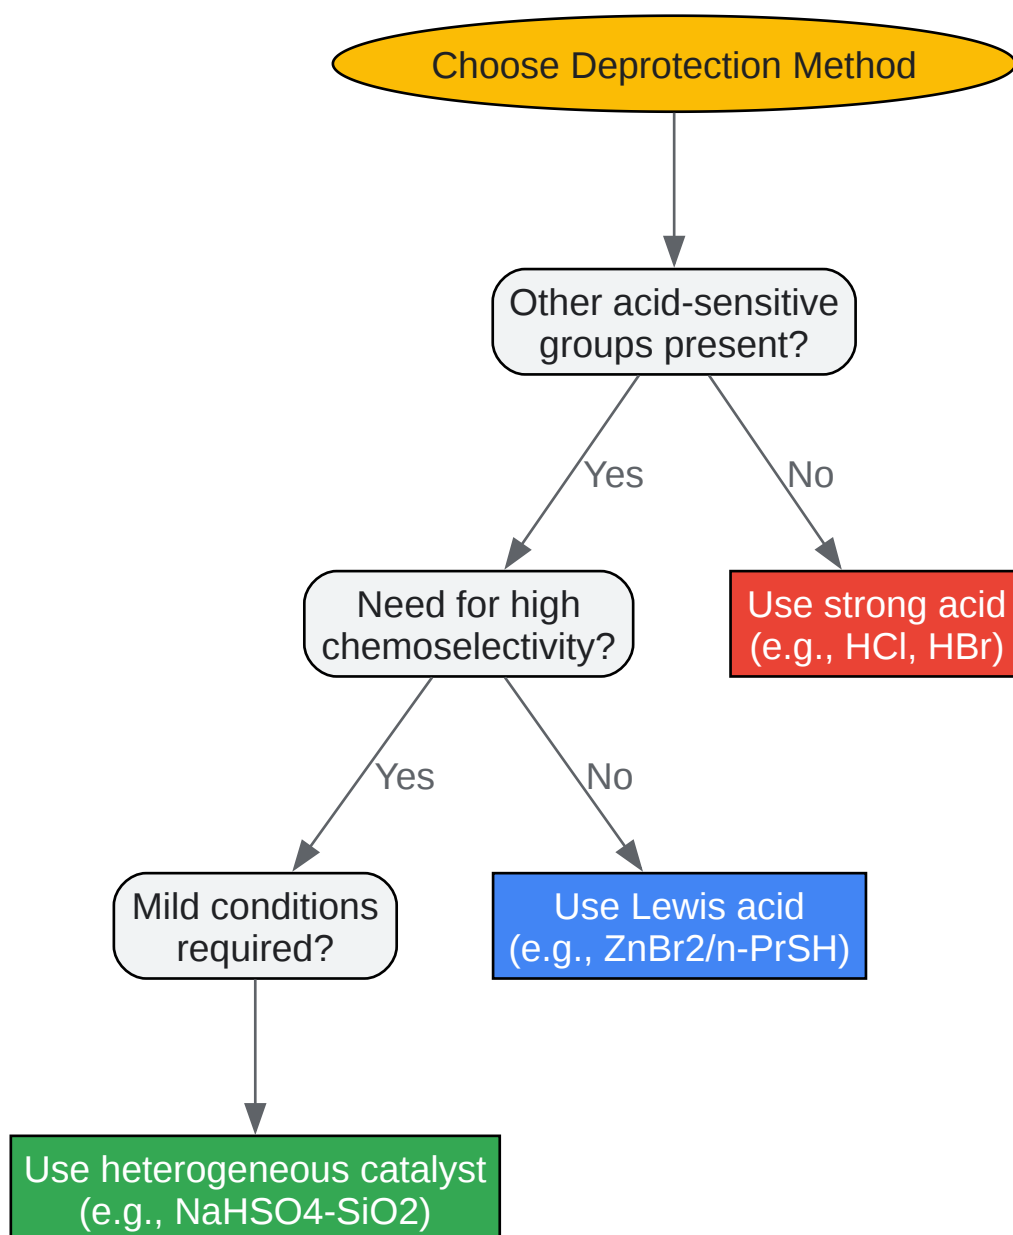 Choose Deprotection Method
Other acid-sensitive
groups present?
Yes
No
Need for high
chemoselectivity?
Use strong acid
(e.g., HCl, HBr)
Yes
No
Mild conditions
required?
Use Lewis acid
(e.g., ZnBr2/n-PrSH)
Use heterogeneous catalyst
(e.g., NaHSO4-SiO2)